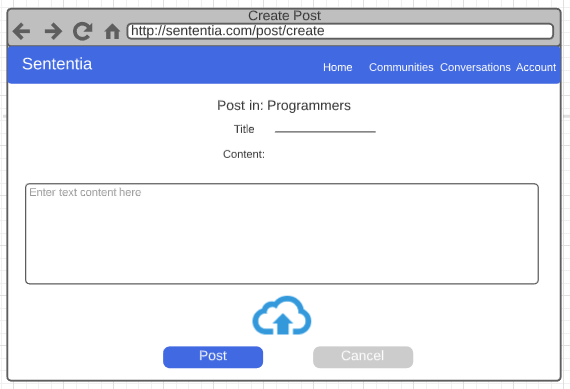 Create Post
http://sententia.com/post/create
Sententia
Home Communities Conversations Account
Post in: Programmers
Title
Content:
Enter text content here
Post Cancel